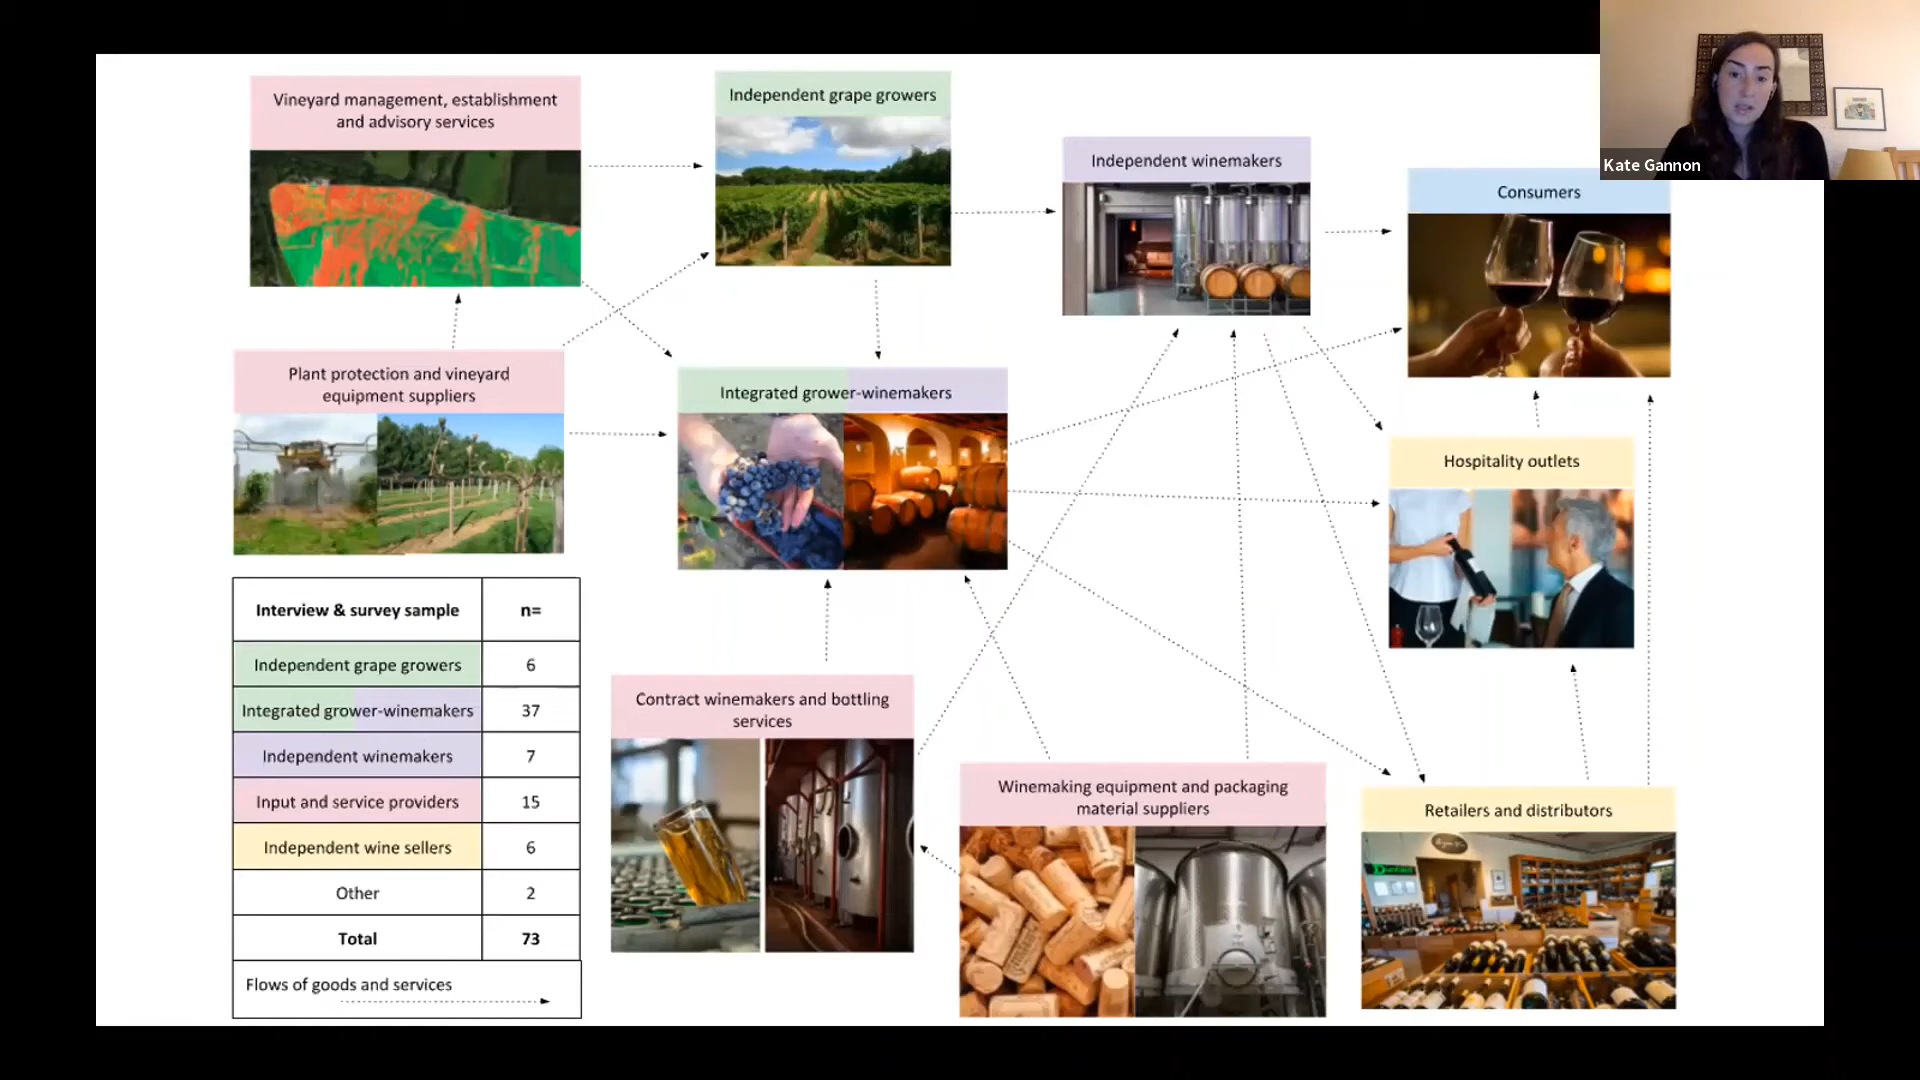 Vineyard management, establishment
and advisory services
Independent grape growers
Independent winemakers
Kate Gannon
Consumers
Plant protection and vineyard
equipment suppliers
Integrated grower-winemakers
Hospitality outlets
Interview & survey sample n=
Independent grape growers 6
Integrated grower-winemakers 37
Independent winemakers 7
Input and service providers 15
Independent wine sellers 6
Other 2
Total 73
Flows of goods and services
Contract winemakers and bottling
services
Winemaking equipment and packaging
material suppliers
Retailers and distributors